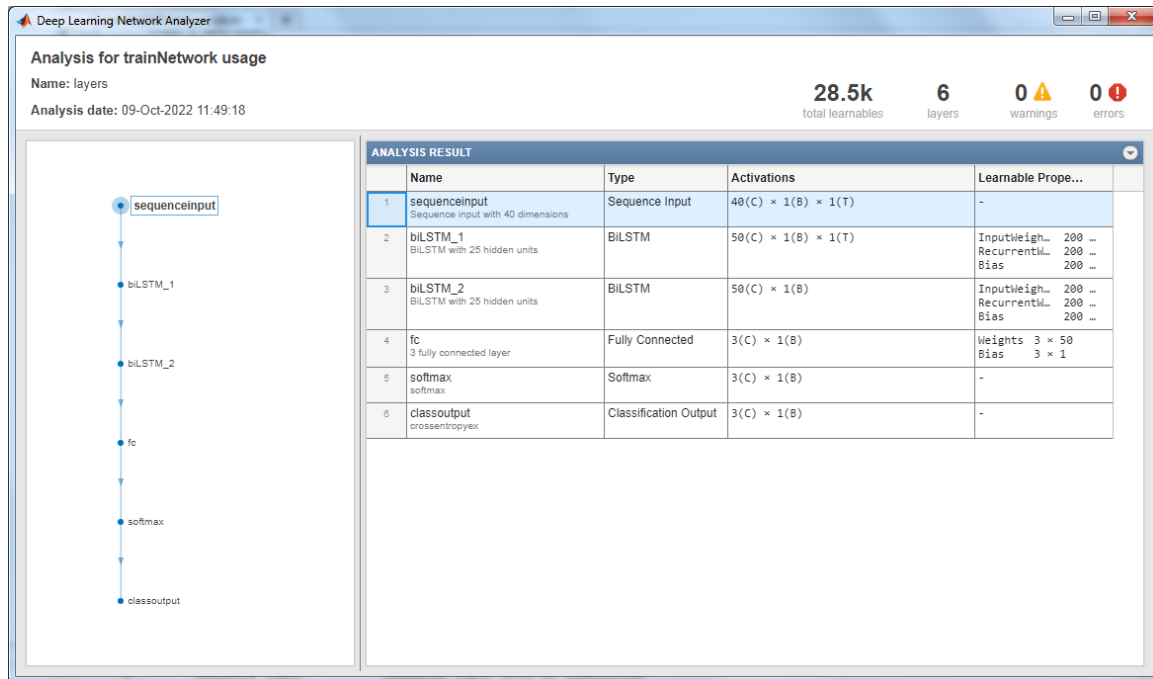 Deep Learning Network Analyzer
Analysis for trainNetwork usage
Name: layers
Analysis date: 09-Oct-2022 11:49:18
28.5k 6 0 0
total learnables layers warnings errors
sequenceinput
biLSTM_1
biLSTM_2
fc
softmax
classoutput
ANALYSIS RESULT
Name Type Activations Learnable Prope...
1 sequenceinput Sequence Input 40(C) × 1(B) × 1(T) -
Sequence input with 40 dimensions
2 biLSTM_1 BiLSTM 50(C) × 1(B) × 1(T) InputWeigh… 200 …
BiLSTM with 25 hidden units RecurrentW… 200 …
Bias 200 …
3 biLSTM_2 BiLSTM 50(C) × 1(B) InputWeigh… 200 …
BiLSTM with 25 hidden units RecurrentW… 200 …
Bias 200 …
4 fc Fully Connected 3(C) × 1(B) Weights 3 × 50
3 fully connected layer Bias 3 × 1
5 softmax Softmax 3(C) × 1(B) -
softmax
6 classoutput Classification Output 3(C) × 1(B) -
crossentropyex